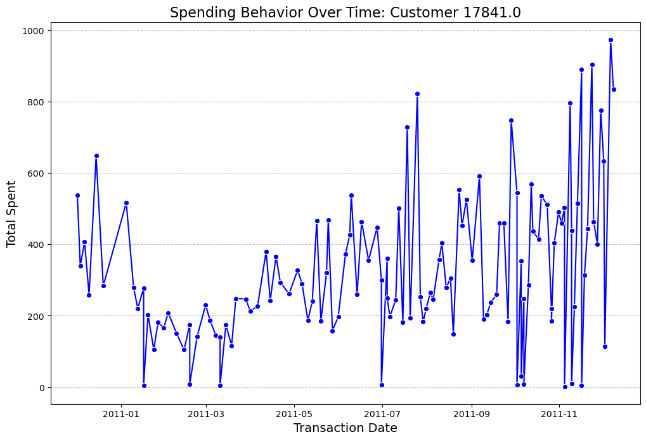 Spending Behavior Over Time: Customer 17841.0
1000
800
600
400
200
0
Total Spent
2011-01 2011-03 2011-05 2011-07 2011-09 2011-11
Transaction Date